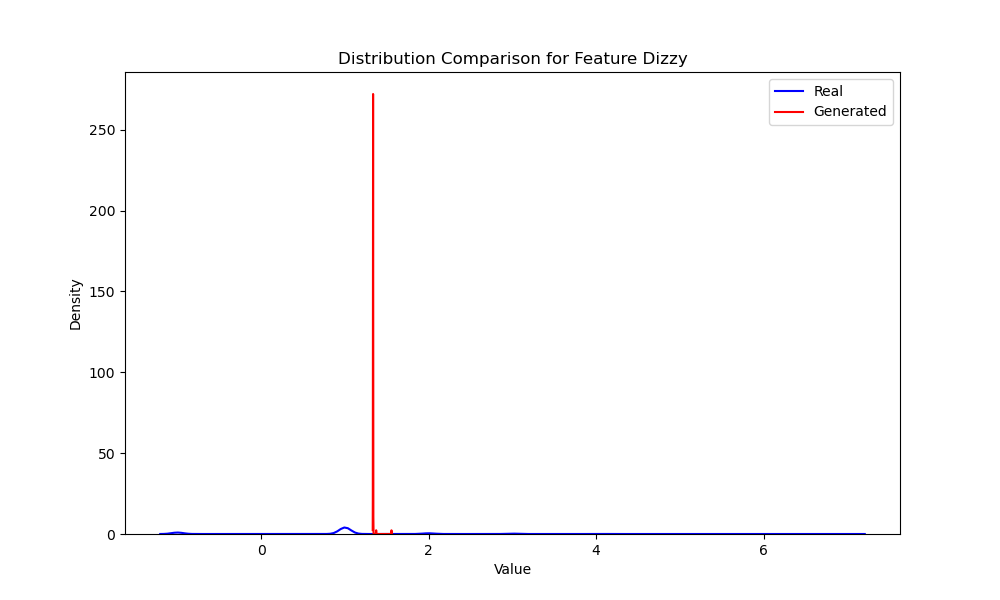 Distribution Comparison for Feature Dizzy
Real
Generated
250
200
150
100
50
0
Density
0 2 4 6
Value